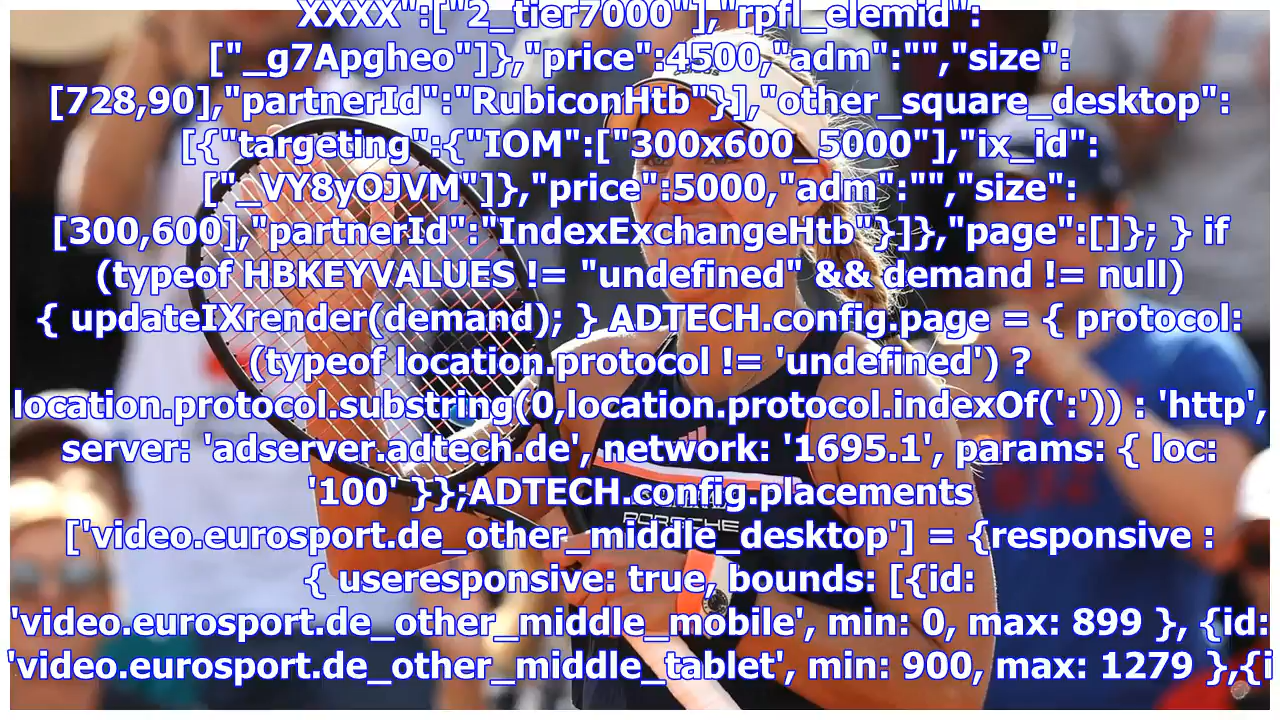 XXXX":["2_tier7000"],"rpfl_elemid":
["_g7Apgheo"]},"price":4500,"adm":"","size":
[728,90],"partnerId":"RubiconHtb"}],"other_square_desktop":
[{"targeting":{"IOM":["300x600_5000"],"ix_id":
["_VY8yOJVM"]},"price":5000,"adm":"","size":
[300,600],"partnerId":"IndexExchangeHtb"}]},"page":[]}; } if
(typeof HBKEYVALUES != "undefined" && demand != null)
{ updateIXrender(demand); } ADTECH.config.page = { protocol:
(typeof location.protocol != 'undefined') ?
location.protocol.substring(0,location.protocol.indexOf(':')) : 'http',
server: 'adserver.adtech.de', network: '1695.1', params: { loc:
'100' }};ADTECH.config.placements
['video.eurosport.de_other_middle_desktop'] = {responsive :
{ useresponsive: true, bounds: [{id:
'video.eurosport.de_other_middle_mobile', min: 0, max: 899 }, {id:
'video.eurosport.de_other_middle_tablet', min: 900, max: 1279 },{i
PORSCHE